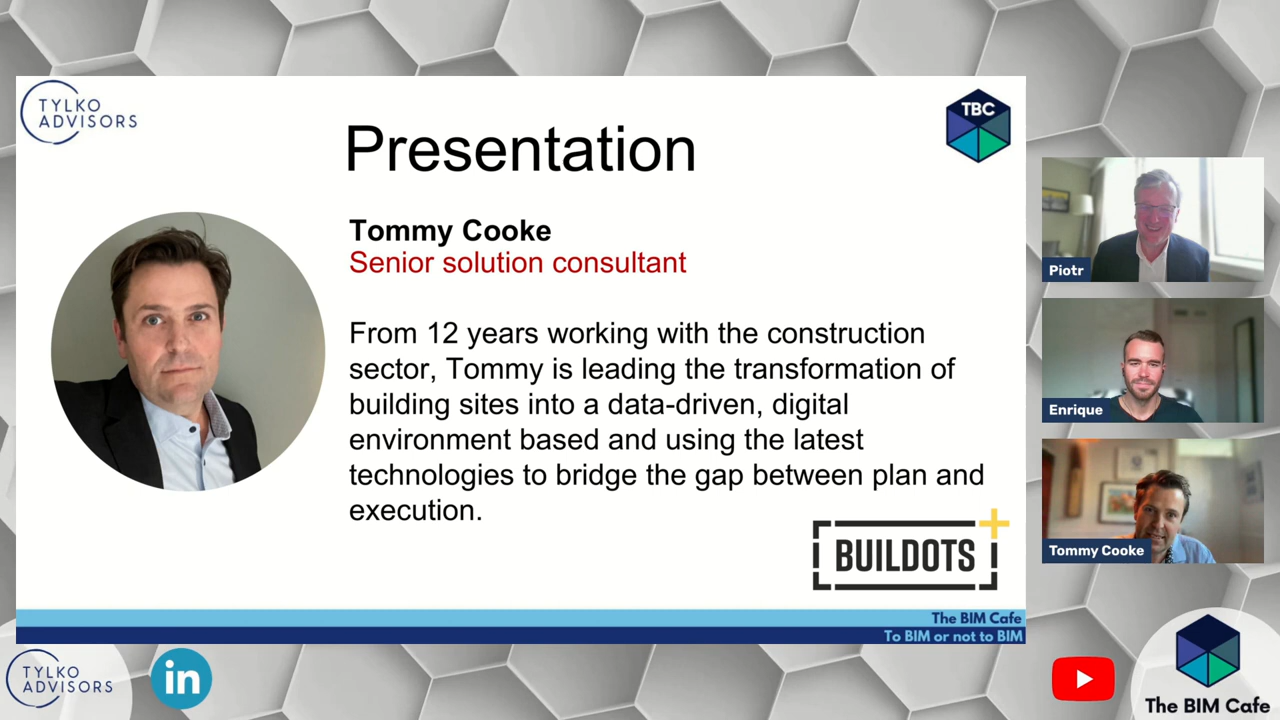 TYLKO
ADVISORS
TBC
Presentation
Tommy Cooke
Senior solution consultant
From 12 years working with the construction
sector, Tommy is leading the transformation of
building sites into a data-driven, digital
environment based and using the latest
technologies to bridge the gap between plan and
execution.
BUILDOTS
The BIM Cafe
To BIM or not to BIM
Piotr
Enrique
Tommy Cooke
TYLKO
ADVISORS
in
The BIM Cafe